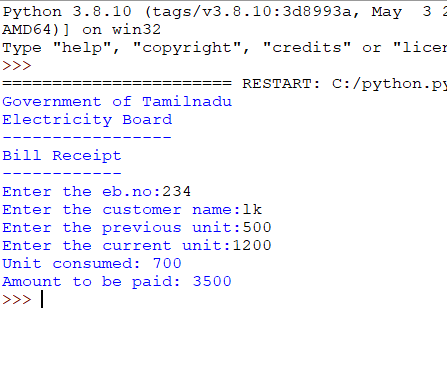 Python 3.8.10 (tags/v3.8.10:3d8993a, May 3 2
AMD64)] on win32
Type "help", "copyright", "credits" or "licen
>>>
====================== RESTART: C:/python.py
Government of Tamilnadu
Electricity Board
-----------------
Bill Receipt
------------
Enter the eb.no:234
Enter the customer name:lk
Enter the previous unit:500
Enter the current unit:1200
Unit consumed: 700
Amount to be paid: 3500
>>>